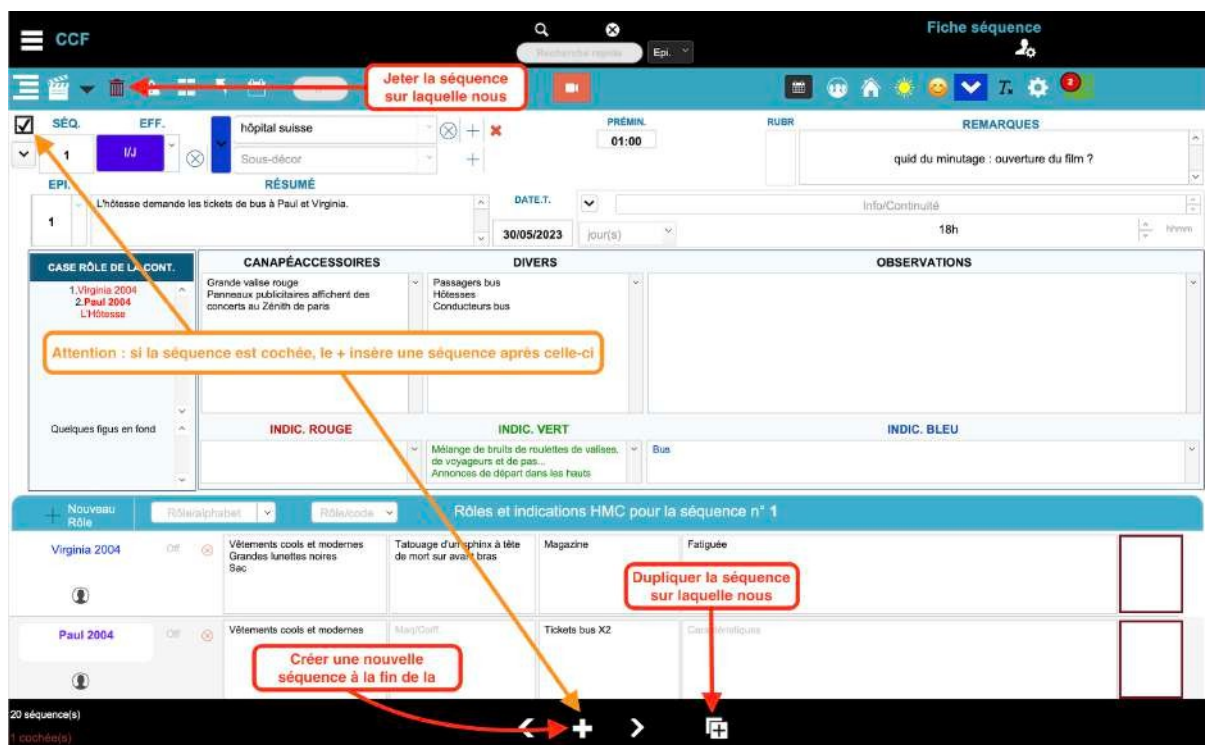 CCF
Fiche séquence
Recherche rapide
Epi.
Jeter la séquence
sur laquelle nous
2
SÉQ.
EFF.
hôpital suisse
PRÉMIN.
RUBR
REMARQUES
01:00
1
I/J
Sous-décor
quid du minutage : ouverture du film ?
EPI.
RÉSUMÉ
L'hôtesse demande les tickets de bus à Paul et Virginia.
DATE.T.
Info/Continuité
1
30/05/2023
jour(s)
18h
hhmm
CASE RÔLE DE LA CONT.
CANAPÉACCESSOIRES
DIVERS
OBSERVATIONS
1.Virginia 2004
2.Paul 2004
L'Hôtesse
Grande valise rouge
Panneaux publicitaires affichent des
concerts au Zénith de paris
Passagers bus
Hôtesses
Conducteurs bus
Attention : si la séquence est cochée, le + insère une séquence après celle-ci
Quelques figus en fond
INDIC. ROUGE
INDIC. VERT
INDIC. BLEU
Mélange de bruits de roulettes de valises,
de voyageurs et de pas...
Annonces de départ dans les hauts
Bus
Nouveau
Rôle
Rôle/alphabet
Rôle/code
Rôles et indications HMC pour la séquence n° 1
Virginia 2004
Off
Vêtements cools et modernes
Grandes lunettes noires
Sac
Tatouage d'un sphinx à tête
de mort sur avant bras
Magazine
Fatiguée
Dupliquer la séquence
sur laquelle nous
Paul 2004
Off
Vêtements cools et modernes
Maq/Coiff.
Tickets bus X2
Caractéristiques
Créer une nouvelle
séquence à la fin de la
20 séquence(s)
1 cochée(s)